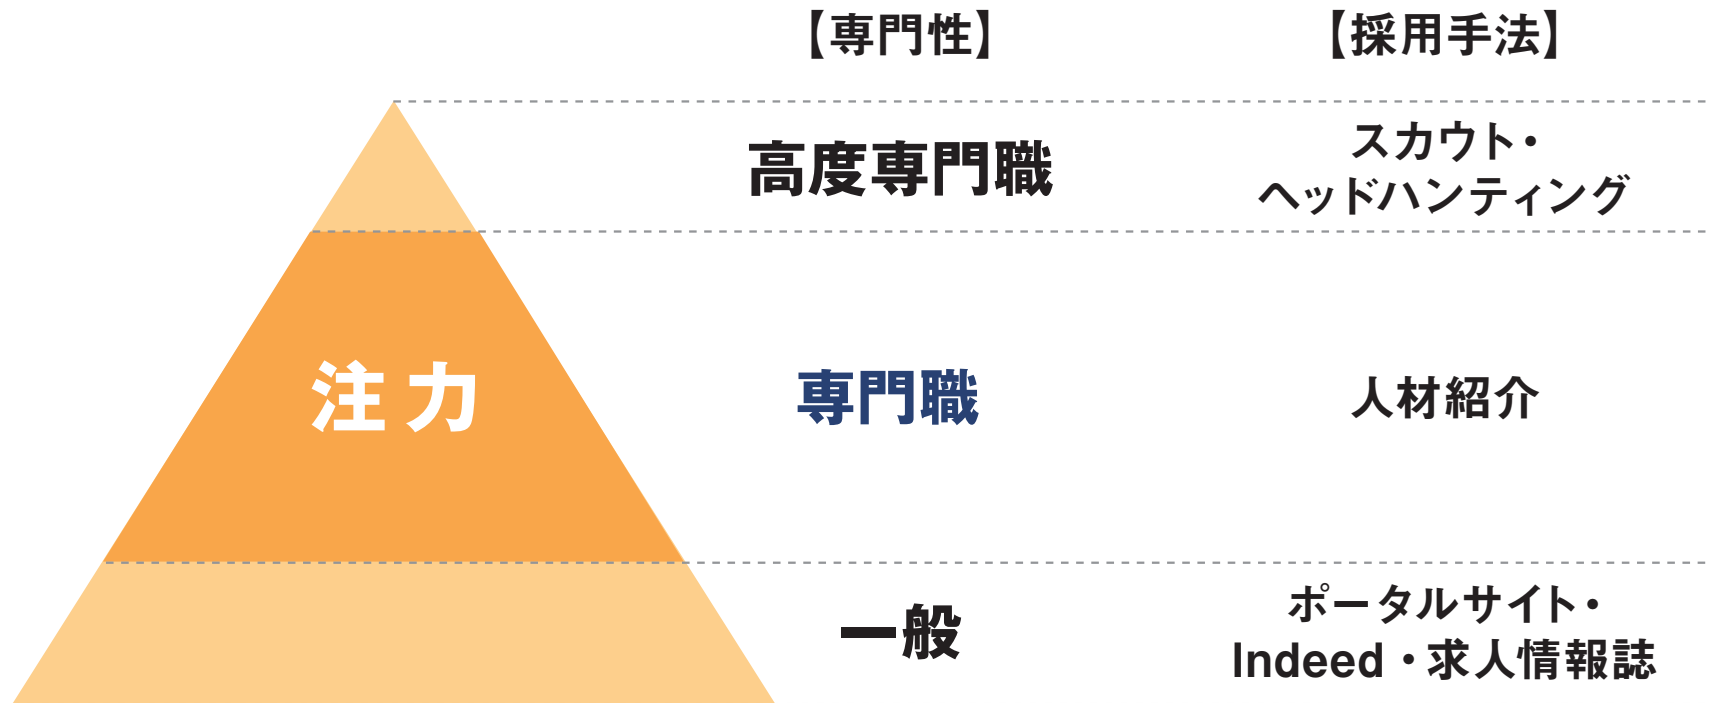 【専門性】
【採用手法】
高度専門職
スカウト・
ヘッドハンティング
注力
専門職
人材紹介
一般
ポータルサイト・
Indeed・求人情報誌